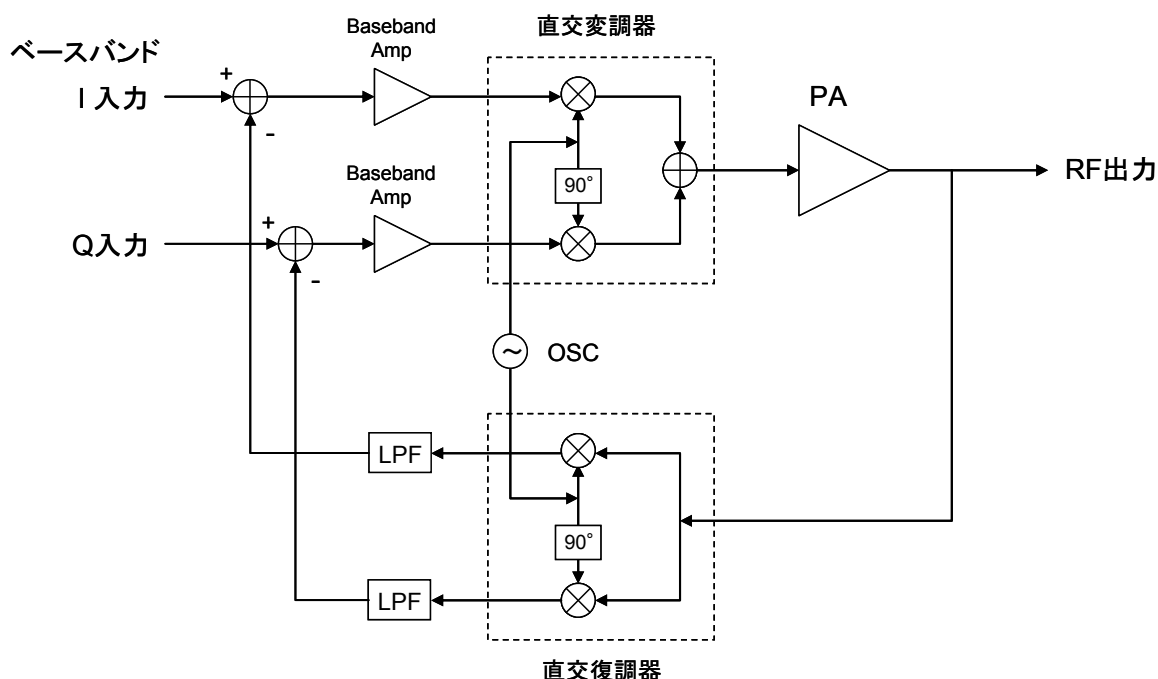 直交変調器
Baseband
Amp
ベースバンド
I 入力
+
-
90°
PA
RF出力
Baseband
Amp
Q入力
+
-
~
OSC
LPF
90°
LPF
直交復調器